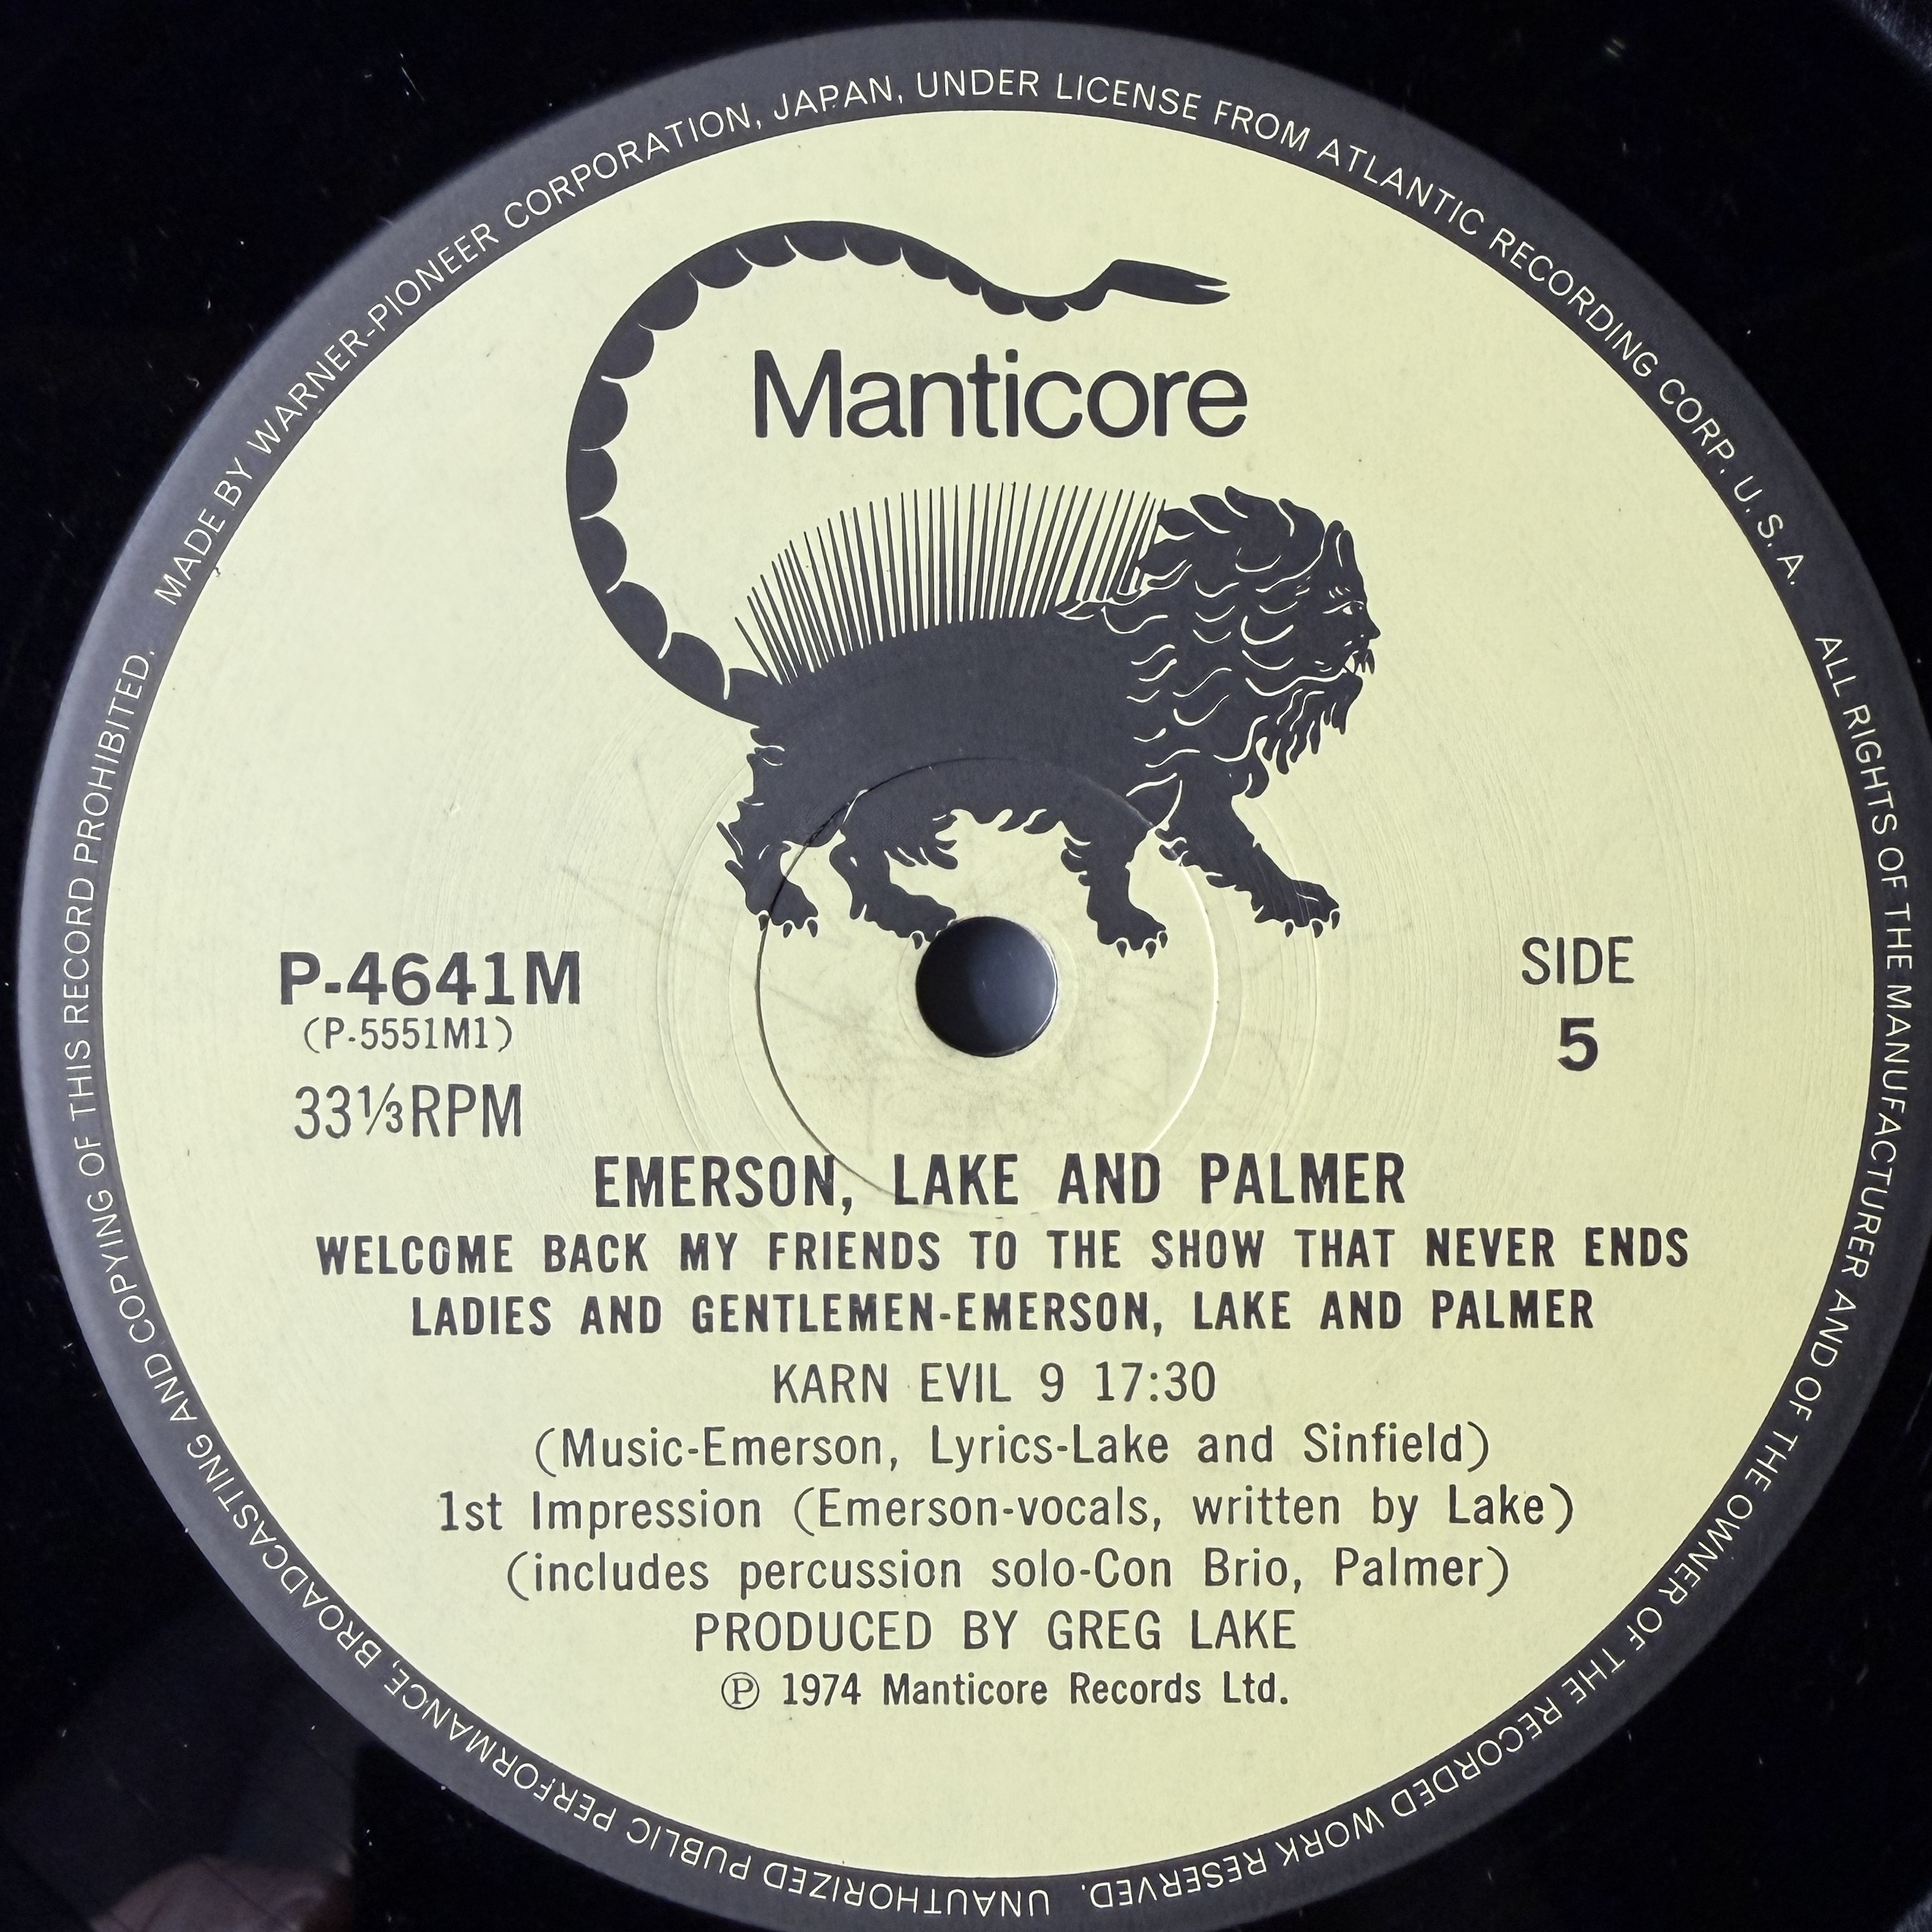 MADE BY WARNER-PIONEER CORPORATION, JAPAN, UNDER LICENSE FROM ATLANTIC RECORDING CORP. U.S.A. ALL RIGHTS OF THE MANUFACTURER AND OF THE OWNER OF THE RECORDED WORK RESERVED. UNAUTHORIZED PUBLIC PERFORMANCE, BROADCASTING AND COPYING OF THIS RECORD PROHIBITED.
Manticore
P-4641M
(P-5551M1)
33⅓RPM
SIDE
5
EMERSON, LAKE AND PALMER
WELCOME BACK MY FRIENDS TO THE SHOW THAT NEVER ENDS
LADIES AND GENTLEMEN-EMERSON, LAKE AND PALMER
KARN EVIL 9 17:30
(Music-Emerson, Lyrics-Lake and Sinfield)
1st Impression (Emerson-vocals, written by Lake)
(includes percussion solo-Con Brio, Palmer)
PRODUCED BY GREG LAKE
Ⓟ 1974 Manticore Records Ltd.